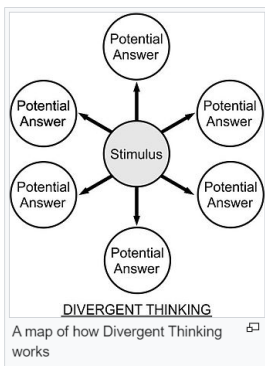 Potential
Answer
Potential
Answer
Potential
Answer
Stimulus
Potential
Answer
Potential
Answer
Potential
Answer
DIVERGENT THINKING
A map of how Divergent Thinking
works